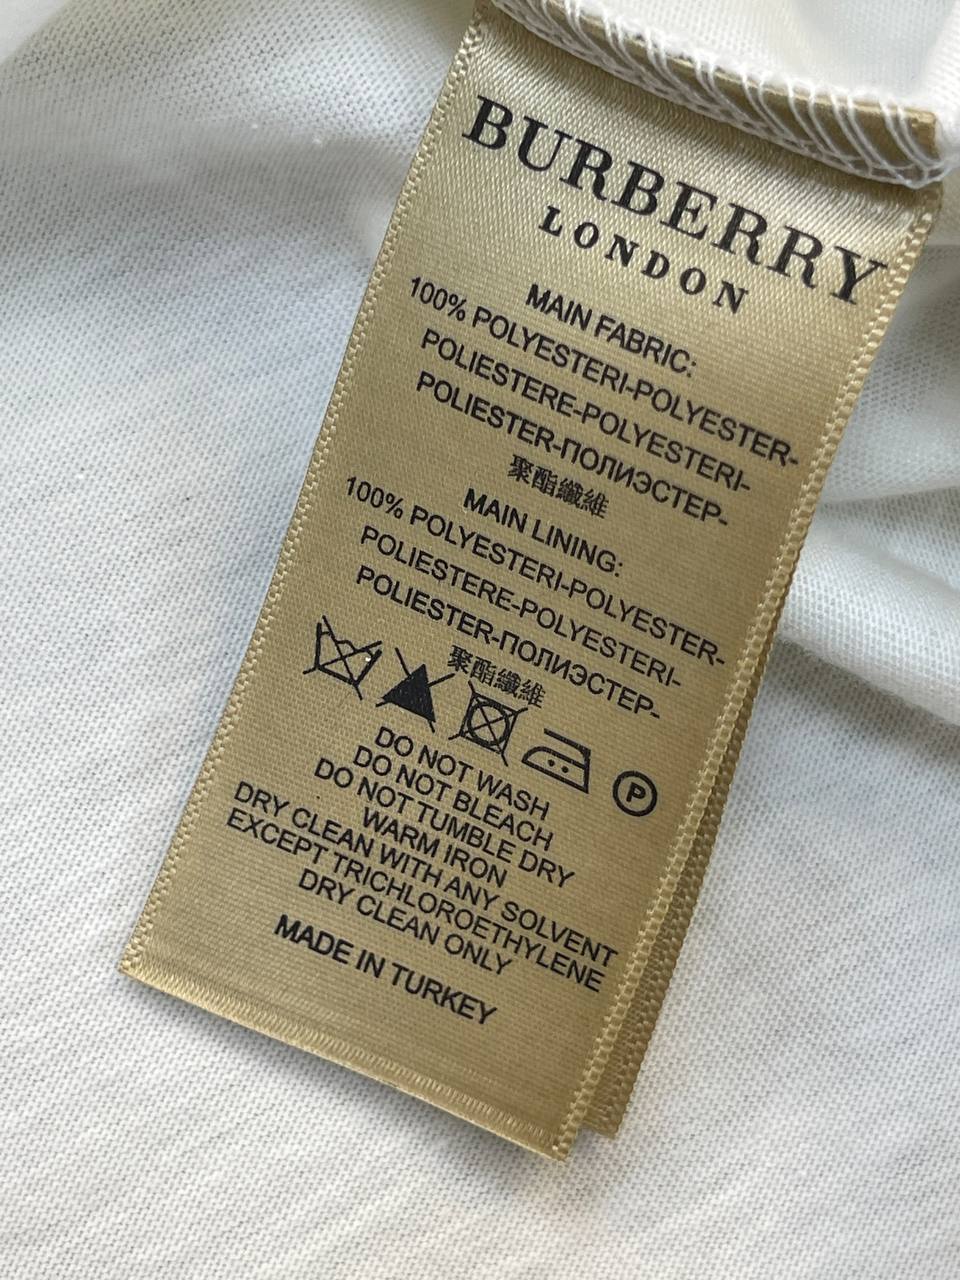 BURBERRY
LONDON
MAIN FABRIC:
100% POLYESTERI-POLYESTER-
POLIESTERE-POLYESTERI-
POLIESTER-ПОЛИЭСТЕР-
聚酯纖維
MAIN LINING:
100% POLYESTERI-POLYESTER-
POLIESTERE-POLYESTERI-
POLIESTER-ПОЛИЭСТЕР-
聚酯纖維
P
DO NOT WASH
DO NOT BLEACH
DO NOT TUMBLE DRY
WARM IRON
DRY CLEAN WITH ANY SOLVENT
EXCEPT TRICHLOROETHYLENE
DRY CLEAN ONLY
MADE IN TURKEY